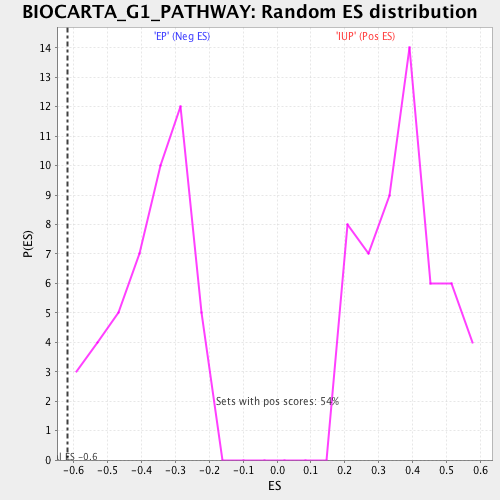 BIOCARTA_G1_PATHWAY: Random ES distribution
'EP' (Neg ES) 'IUP' (Pos ES)
14
13
12
11
10
9
8
7
6
5
4
3
2
1
0
P(ES)
Sets with pos scores: 54%
ES -0.6
-0.6 -0.5 -0.4 -0.3 -0.2 -0.1 0.0 0.1 0.2 0.3 0.4 0.5 0.6
ES